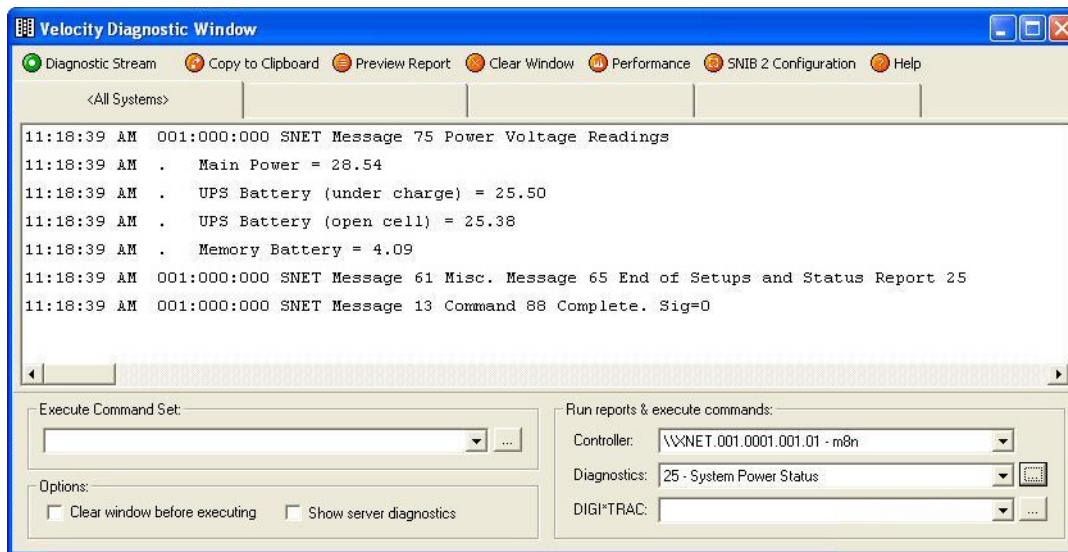 Velocity Diagnostic Window
Diagnostic Stream Copy to Clipboard Preview Report Clear Window Performance SNIB 2 Configuration Help
<All Systems>
11:18:39 AM 001:000:000 SNET Message 75 Power Voltage Readings
11:18:39 AM . Main Power = 28.54
11:18:39 AM . UPS Battery (under charge) = 25.50
11:18:39 AM . UPS Battery (open cell) = 25.38
11:18:39 AM . Memory Battery = 4.09
11:18:39 AM 001:000:000 SNET Message 61 Misc. Message 65 End of Setups and Status Report 25
11:18:39 AM 001:000:000 SNET Message 13 Command 88 Complete. Sig=0
Execute Command Set:
...
Options:
Clear window before executing Show server diagnostics
Run reports & execute commands:
Controller: \\XNET.001.0001.001.01 - m8n
Diagnostics: 25 - System Power Status ...
DIGI*TRAC: ...